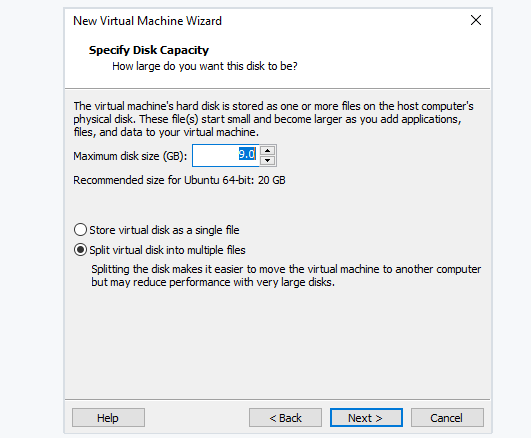 New Virtual Machine Wizard
Specify Disk Capacity
How large do you want this disk to be?
The virtual machine's hard disk is stored as one or more files on the host computer's
physical disk. These file(s) start small and become larger as you add applications,
files, and data to your virtual machine.
Maximum disk size (GB): 9.0
Recommended size for Ubuntu 64-bit: 20 GB
Store virtual disk as a single file
Split virtual disk into multiple files
Splitting the disk makes it easier to move the virtual machine to another computer
but may reduce performance with very large disks.
Help < Back Next > Cancel